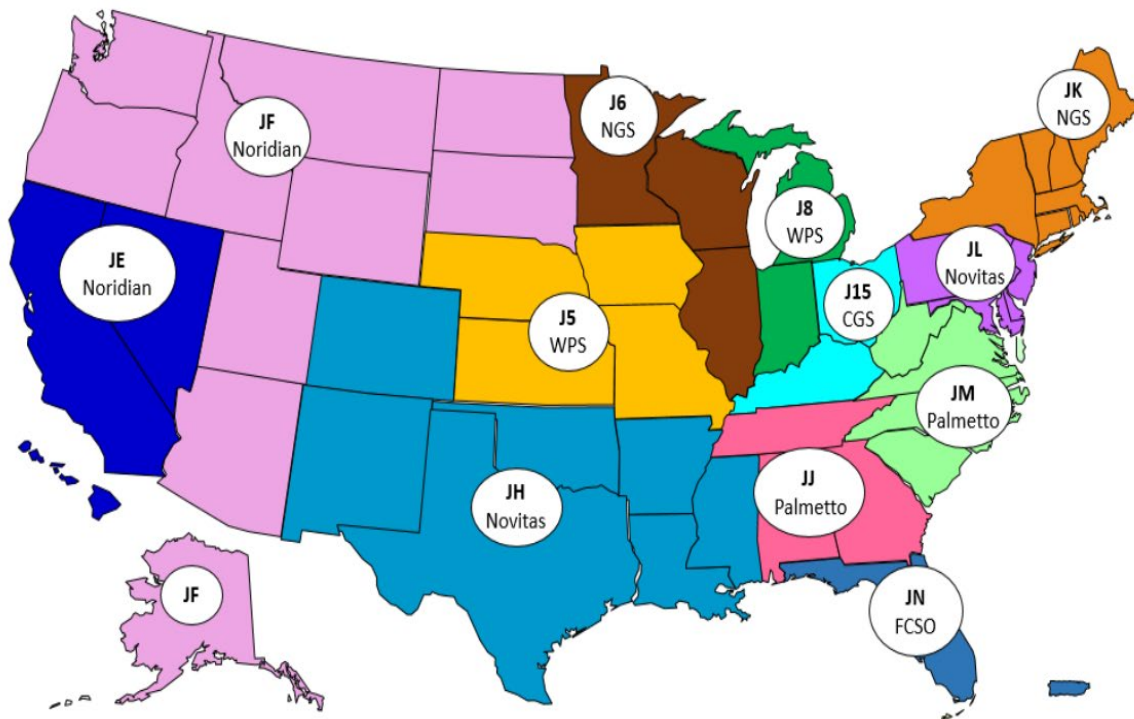 JF
Noridian
J6
NGS
JK
NGS
JE
Noridian
J8
WPS
JL
Novitas
J15
CGS
J5
WPS
JM
Palmetto
JH
Novitas
JJ
Palmetto
JF
JN
FCSO